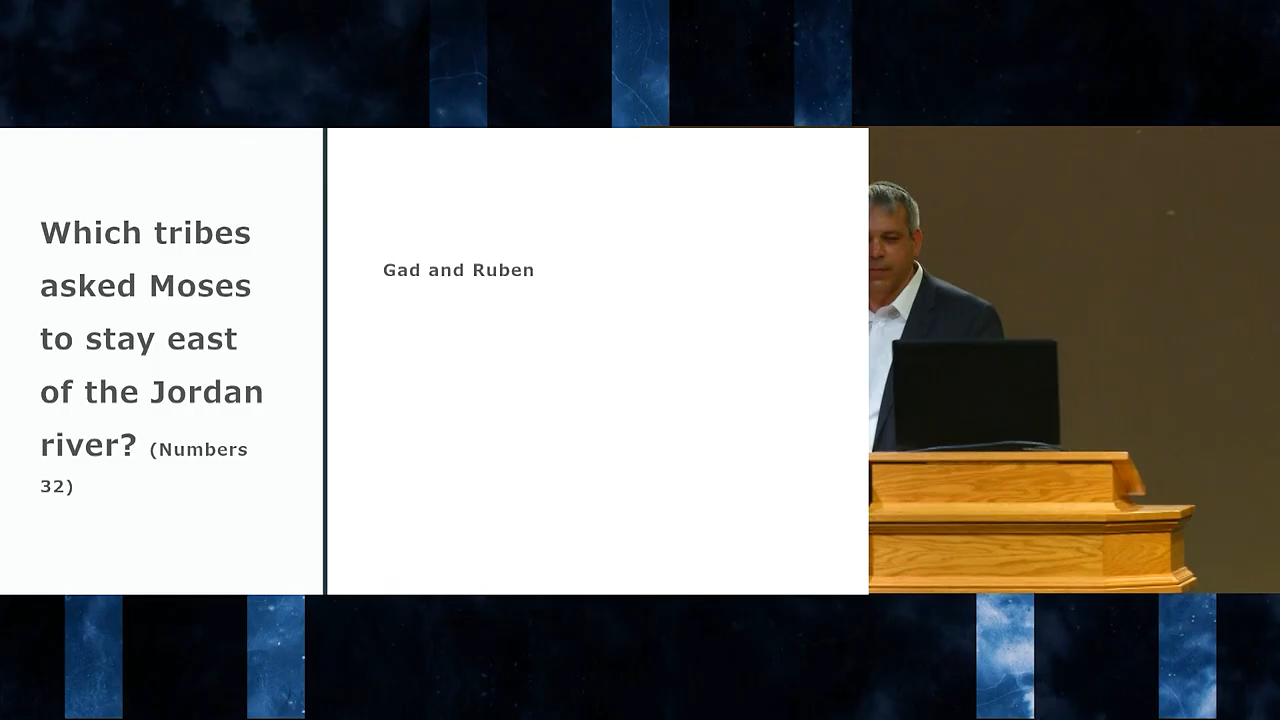 Which tribes
asked Moses
to stay east
of the Jordan
river? (Numbers
32)
Gad and Ruben